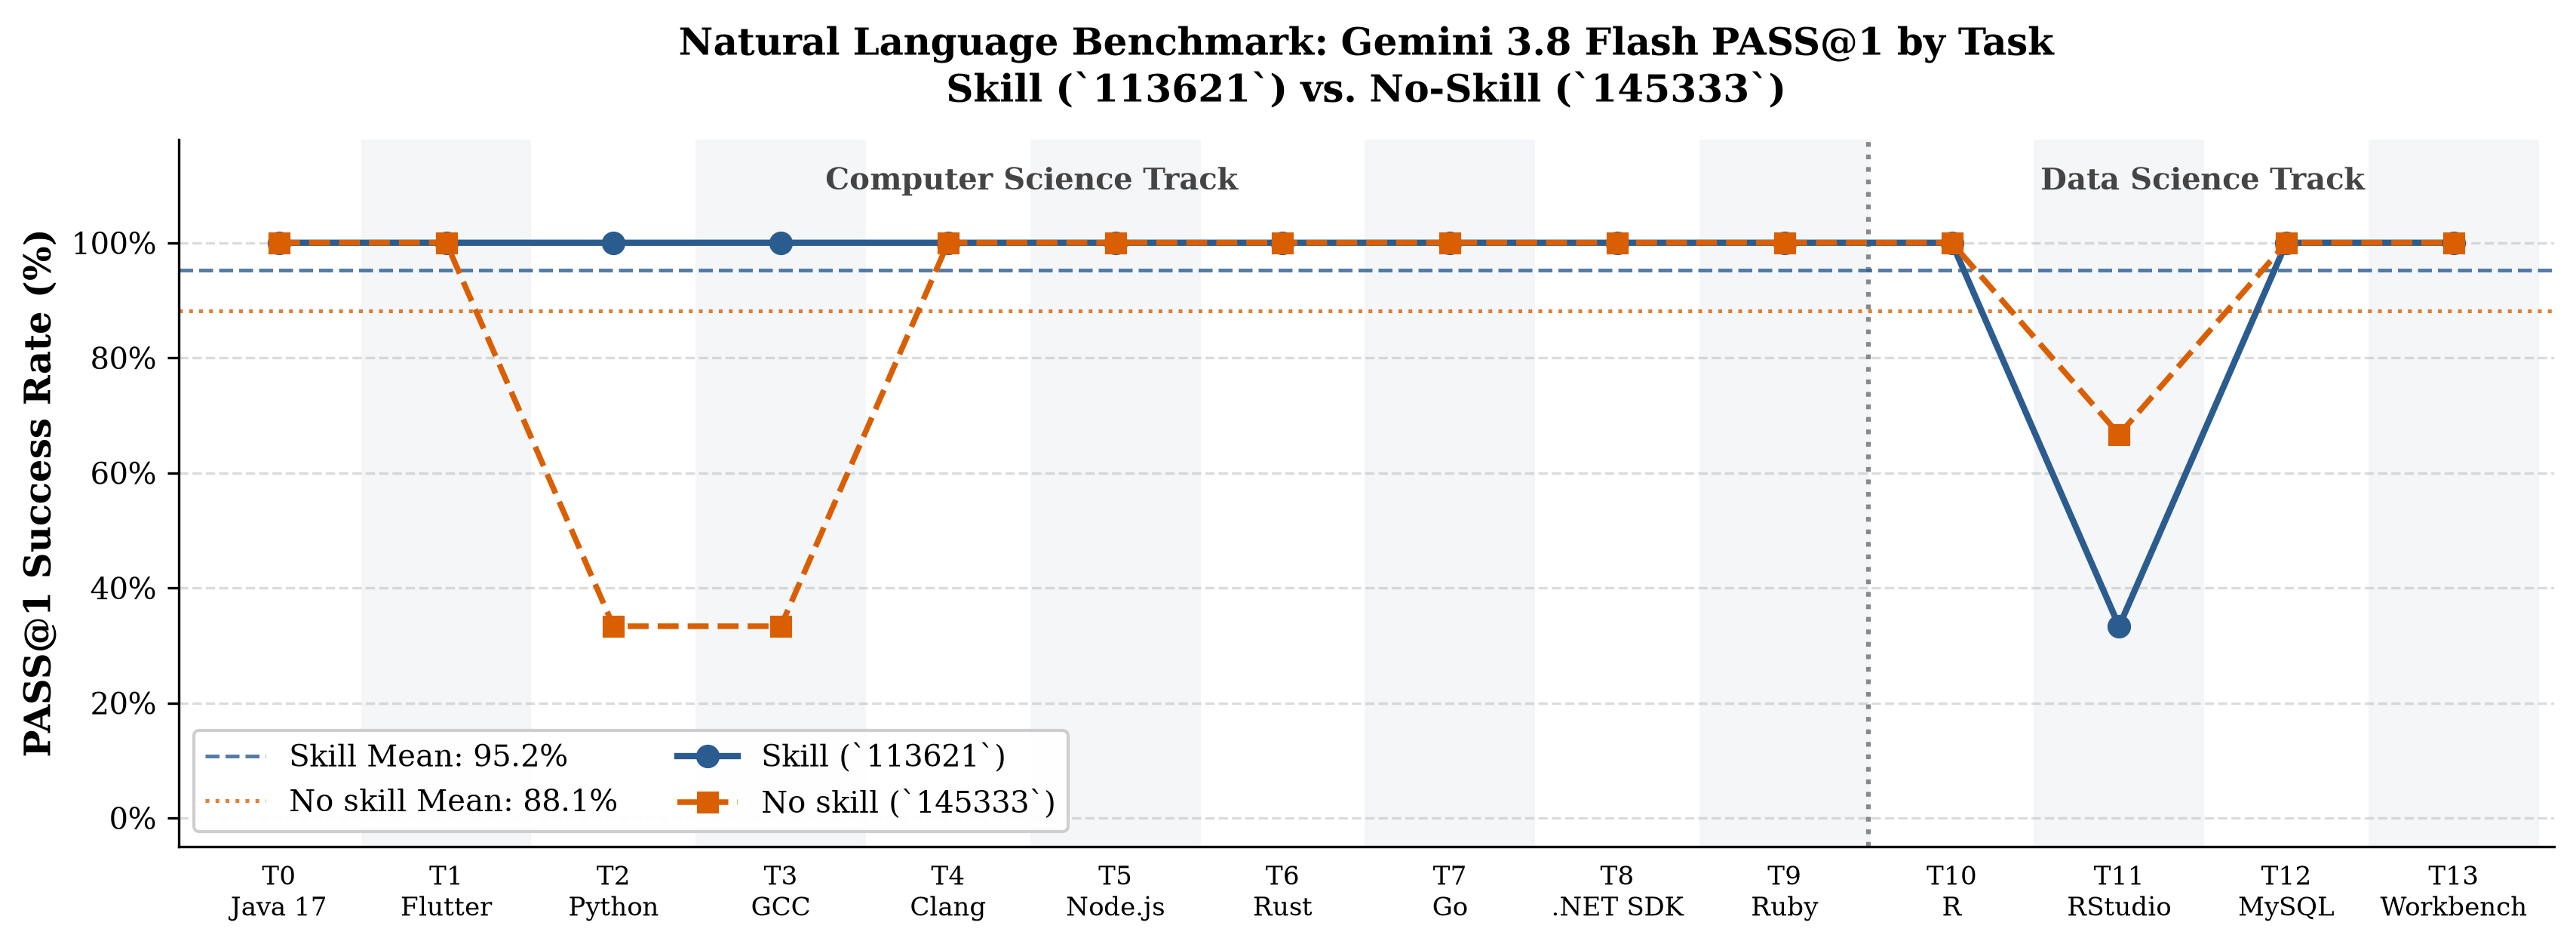 Natural Language Benchmark: Gemini 3.8 Flash PASS@1 by Task
Skill (`113621`) vs. No-Skill (`145333`)
Computer Science Track
Data Science Track
PASS@1 Success Rate (%)
100%
80%
60%
40%
20%
0%
Skill Mean: 95.2%
No skill Mean: 88.1%
Skill (`113621`)
No skill (`145333`)
T0
Java 17
T1
Flutter
T2
Python
T3
GCC
T4
Clang
T5
Node.js
T6
Rust
T7
Go
T8
.NET SDK
T9
Ruby
T10
R
T11
RStudio
T12
MySQL
T13
Workbench